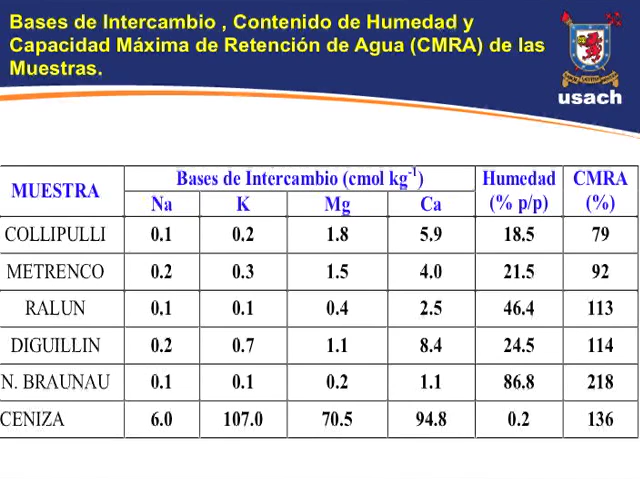 Bases de Intercambio , Contenido de Humedad y
Capacidad Máxima de Retención de Agua (CMRA) de las
Muestras.
usach
MUESTRA Bases de Intercambio (cmol kg-1) Humedad (% p/p) CMRA (%)
Na K Mg Ca
COLLIPULLI 0.1 0.2 1.8 5.9 18.5 79
METRENCO 0.2 0.3 1.5 4.0 21.5 92
RALUN 0.1 0.1 0.4 2.5 46.4 113
DIGUILLIN 0.2 0.7 1.1 8.4 24.5 114
N. BRAUNAU 0.1 0.1 0.2 1.1 86.8 218
CENIZA 6.0 107.0 70.5 94.8 0.2 136